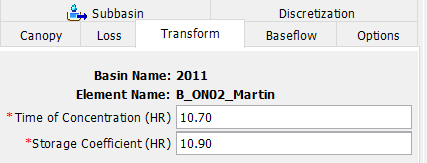 Subbasin Discretization
Canopy Loss Transform Baseflow Options
Basin Name: 2011
Element Name: B_ON02_Martin
*Time of Concentration (HR) 10.70
*Storage Coefficient (HR) 10.90